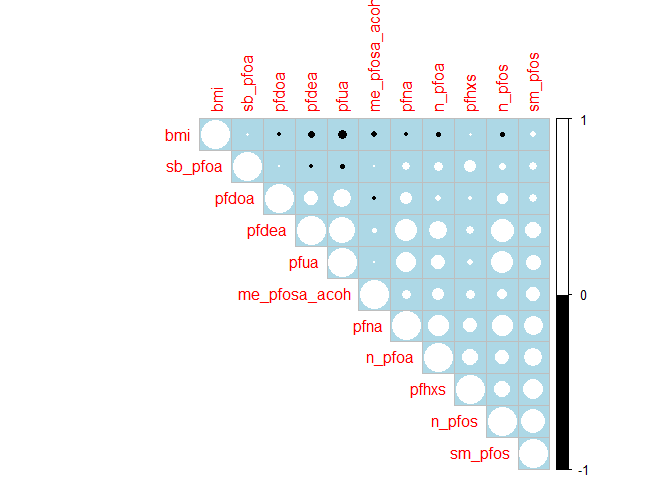 bmi
sb_pfoa
pfdoa
pfdea
pfua
me_pfosa_acoh
pfna
n_pfoa
pfhxs
n_pfos
sm_pfos
bmi
sb_pfoa
pfdoa
pfdea
pfua
me_pfosa_acoh
pfna
n_pfoa
pfhxs
n_pfos
sm_pfos
1
0
-1